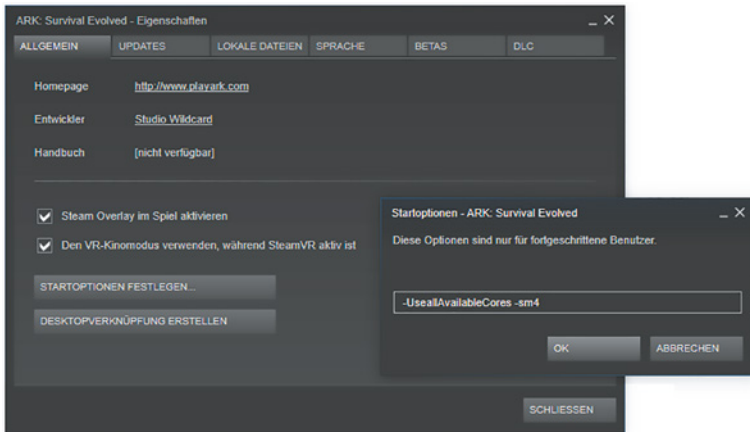 ARK: Survival Evolved - Eigenschaften
ALLGEMEIN UPDATES LOKALE DATEIEN SPRACHE BETAS DLC
Homepage http://www.playark.com
Entwickler Studio Wildcard
Handbuch [nicht verfügbar]
Steam Overlay im Spiel aktivieren
Den VR-Kinomodus verwenden, während SteamVR aktiv ist
STARTOPTIONEN FESTLEGEN...
DESKTOPVERKNÜPFUNG ERSTELLEN
SCHLIESSEN
Startoptionen - ARK: Survival Evolved
Diese Optionen sind nur für fortgeschrittene Benutzer.
-UseallAvailableCores -sm4
OK ABBRECHEN